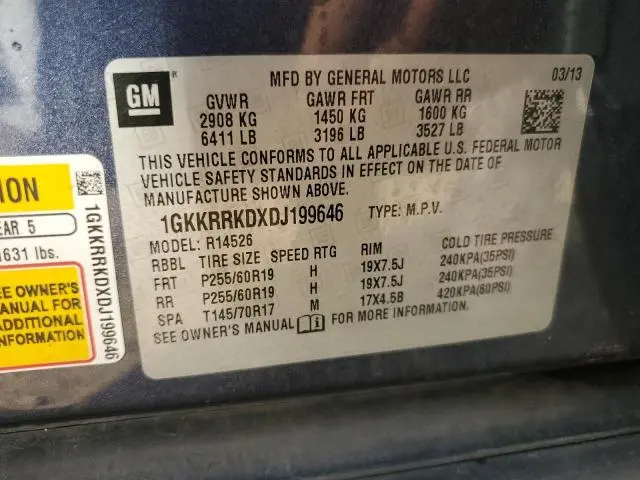 GM
MFD BY GENERAL MOTORS LLC 03/13
GVWR GAWR FRT GAWR RR
2908 KG 1450 KG 1600 KG
6411 LB 3196 LB 3527 LB
THIS VEHICLE CONFORMS TO ALL APPLICABLE U.S. FEDERAL MOTOR
VEHICLE SAFETY STANDARDS IN EFFECT ON THE DATE OF
MANUFACTURE SHOWN ABOVE.
1GKKRRKDXDJ199646 TYPE: M.P.V.
MODEL: R14526
RBBL TIRE SIZE SPEED RTG RIM COLD TIRE PRESSURE
FRT P255/60R19 H 19X7.5J 240KPA(35PSI)
RR P255/60R19 H 19X7.5J 240KPA(35PSI)
SPA T145/70R17 M 17X4.5B 420KPA(60PSI)
SEE OWNER'S MANUAL i FOR MORE INFORMATION.
EAR 5
631 lbs.
EE OWNER'S
MANUAL FOR
ADDITIONAL
INFORMATION
1GKKRRKDXDJ199646